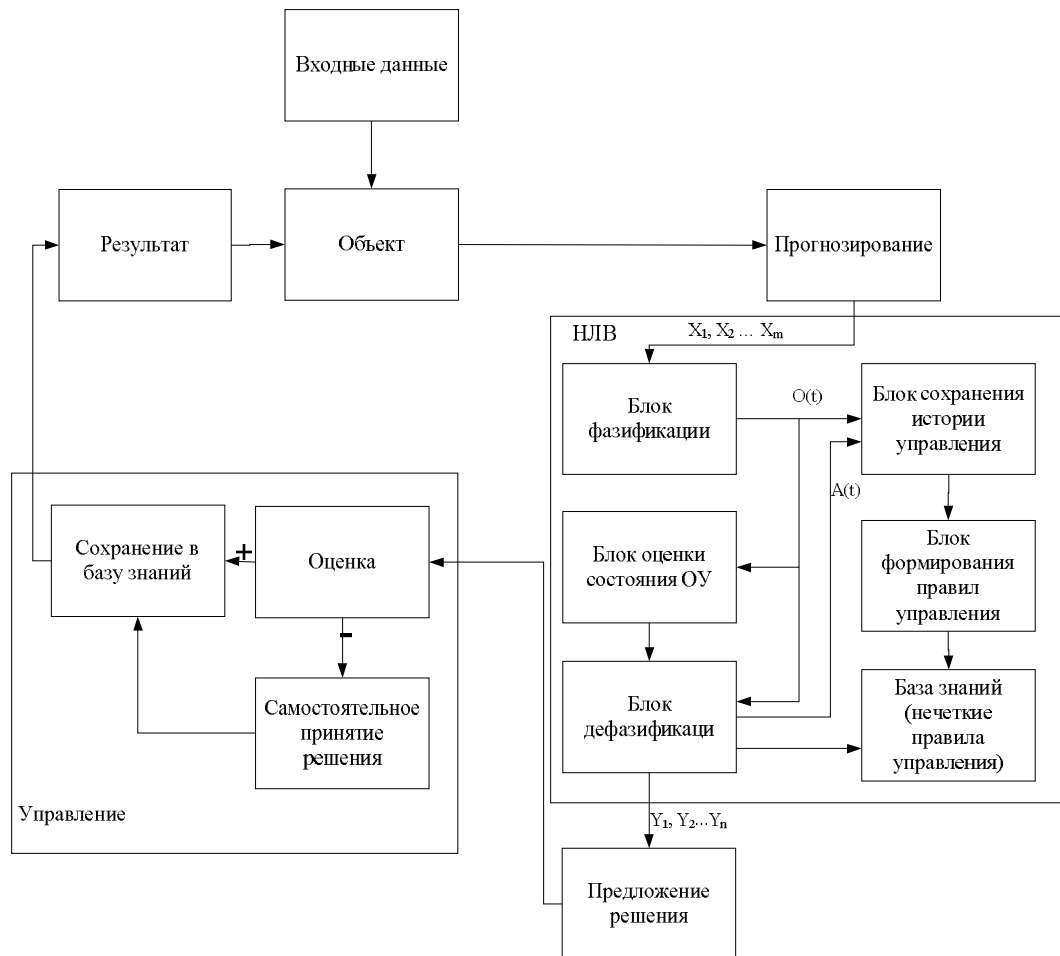 Входные данные
Результат
Объект
Прогнозирование
НЛВ
X₁, X₂ ... Xₘ
Блок
фазификации
O(t)
Блок сохранения
истории
управления
A(t)
Блок оценки
состояния ОУ
Блок
формирования
правил
управления
Сохранение в
базу знаний
+
Оценка
-
Самостоятельное
принятие
решения
Управление
Блок
дефазификаци
База знаний
(нечеткие
правила
управления)
Y₁, Y₂...Yₙ
Предложение
решения